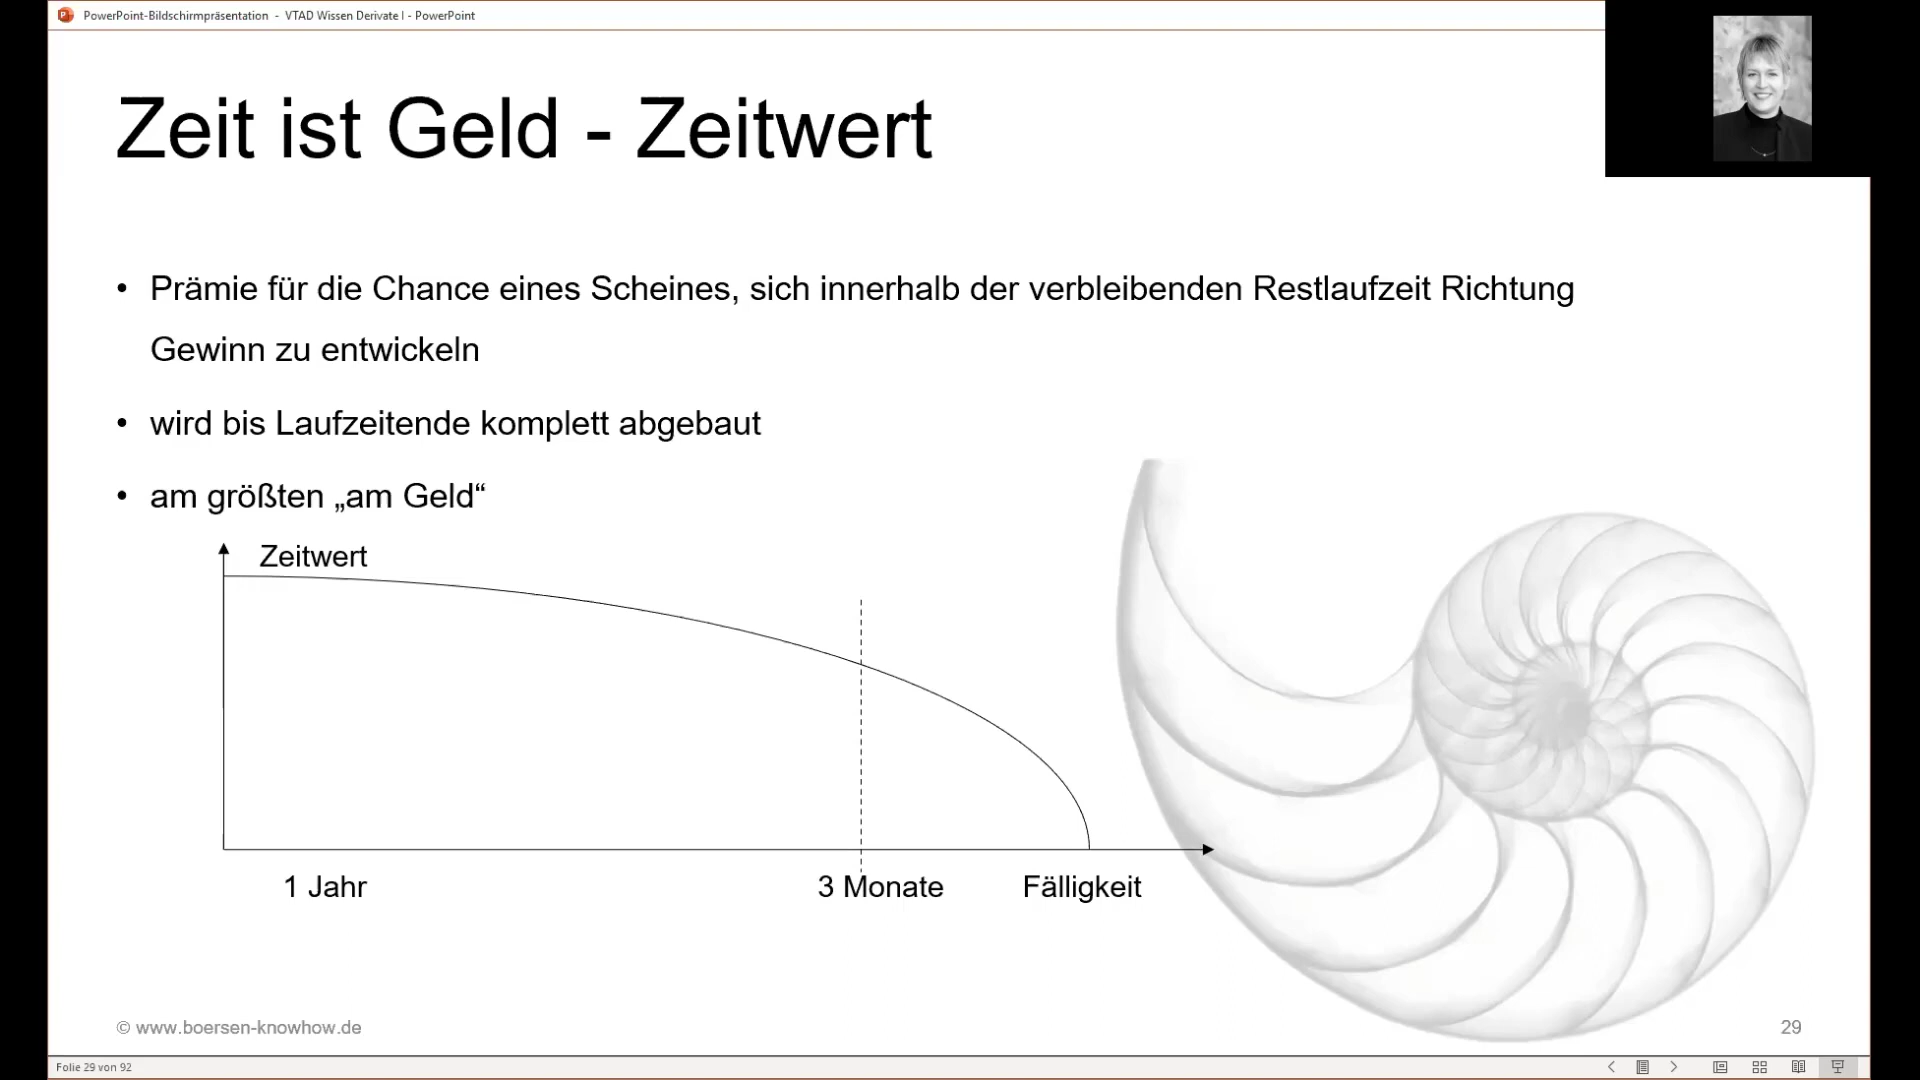 PowerPoint-Bildschirmpräsentation - VTAD Wissen Derivate I - PowerPoint
Zeit ist Geld - Zeitwert
• Prämie für die Chance eines Scheines, sich innerhalb der verbleibenden Restlaufzeit Richtung
Gewinn zu entwickeln
• wird bis Laufzeitende komplett abgebaut
• am größten „am Geld“
Zeitwert
1 Jahr
3 Monate
Fälligkeit
© www.boersen-knowhow.de
29
Folie 29 von 92